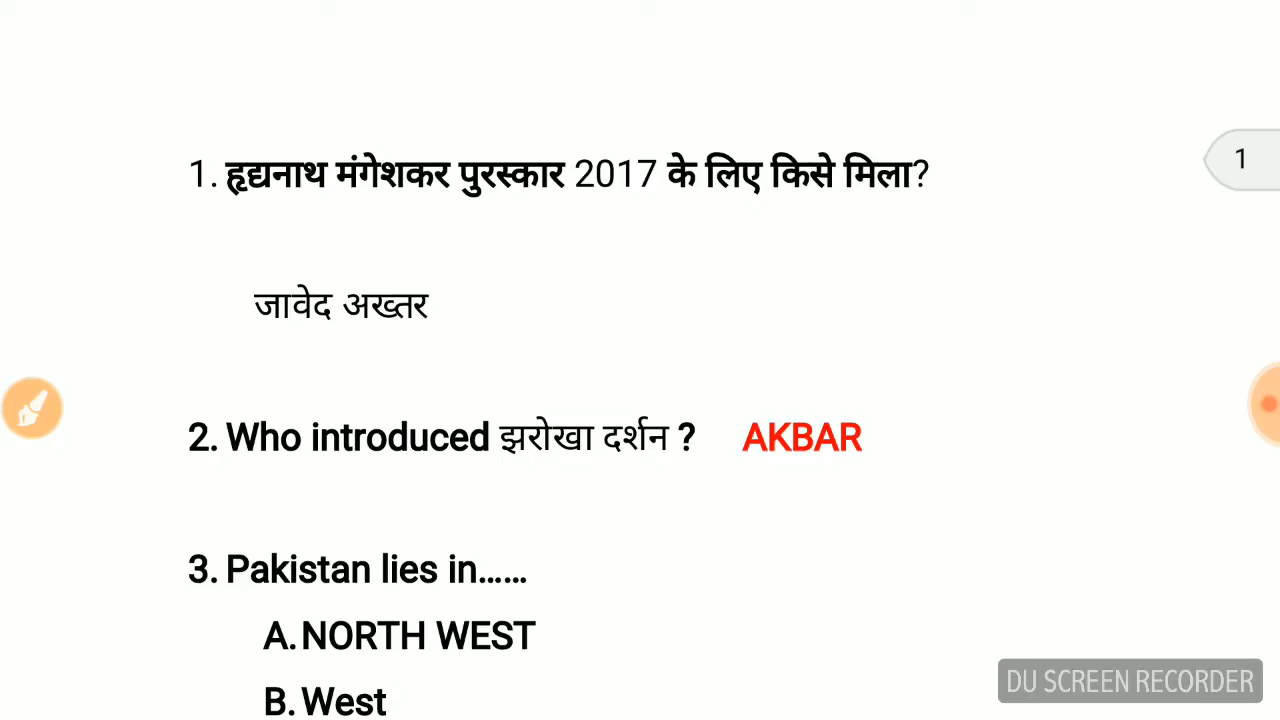 1. हृद्यनाथ मंगेशकर पुरस्कार 2017 के लिए किसे मिला?
1
जावेद अख्तर
2. Who introduced झरोखा दर्शन ? AKBAR
3. Pakistan lies in......
A. NORTH WEST
B. West
DU SCREEN RECORDER